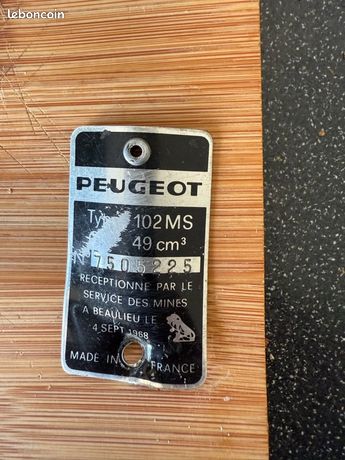 leboncoin
PEUGEOT
Type 102 MS
49 cm³
N 7505225
RECEPTIONNE PAR LE
SERVICE DES MINES
A BEAULIEU LE
4 SEPT 1968
MADE IN FRANCE